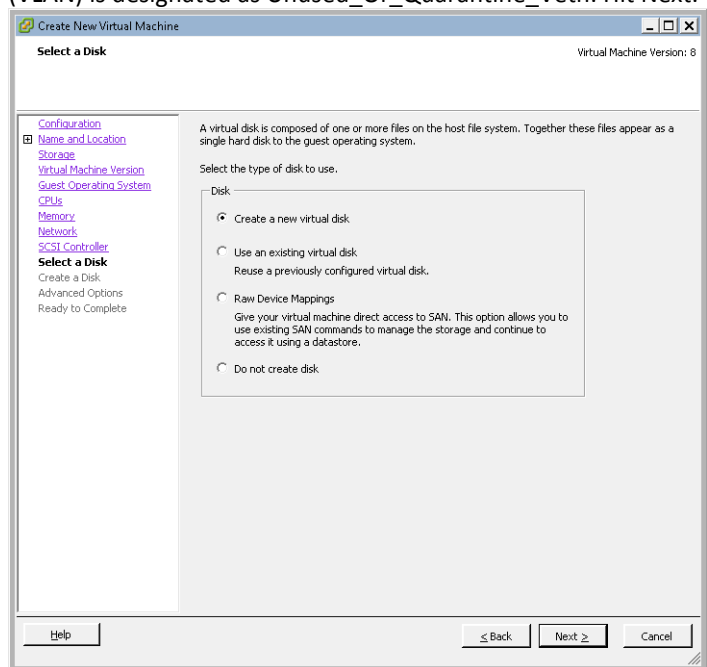 (VLAN) is designated as Unused_Or_Quarantine_Veth. Hit Next.
Create New Virtual Machine
Select a Disk
Virtual Machine Version: 8
Configuration
Name and Location
Storage
Virtual Machine Version
Guest Operating System
CPUs
Memory
Network
SCSI Controller
Select a Disk
Create a Disk
Advanced Options
Ready to Complete
A virtual disk is composed of one or more files on the host file system. Together these files appear as a
single hard disk to the guest operating system.
Select the type of disk to use.
Disk
Create a new virtual disk
Use an existing virtual disk
Reuse a previously configured virtual disk.
Raw Device Mappings
Give your virtual machine direct access to SAN. This option allows you to
use existing SAN commands to manage the storage and continue to
access it using a datastore.
Do not create disk
Help
< Back
Next >
Cancel